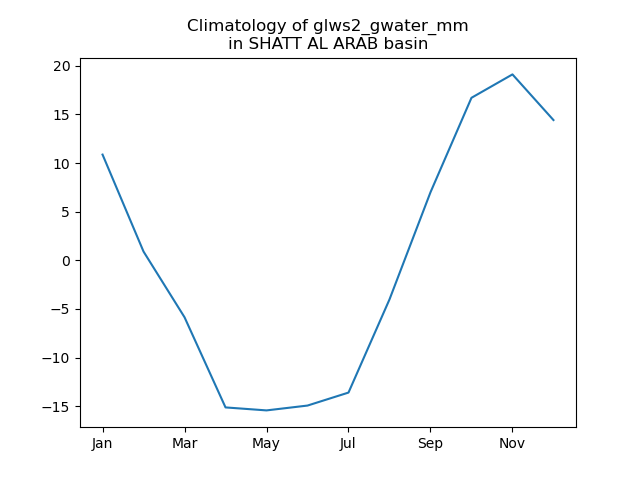 Climatology of glws2_gwater_mm
in SHATT AL ARAB basin
20
15
10
5
0
−5
−10
−15
Jan Mar May Jul Sep Nov